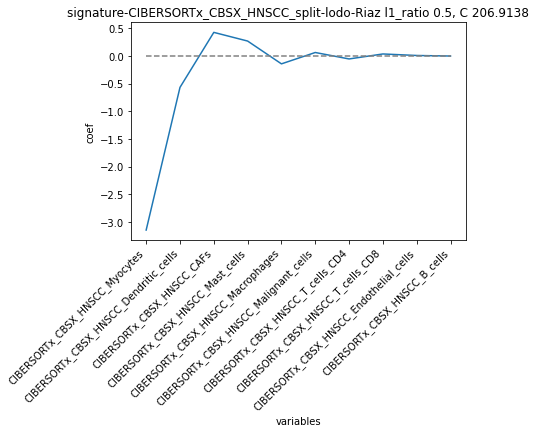 signature-CIBERSORTx_CBSX_HNSCC_split-lodo-Riaz l1_ratio 0.5, C 206.9138
0.5
0.0
−0.5
−1.0
−1.5
−2.0
−2.5
−3.0
coef
CIBERSORTx_CBSX_HNSCC_Myocytes
CIBERSORTx_CBSX_HNSCC_Dendritic_cells
CIBERSORTx_CBSX_HNSCC_CAFs
CIBERSORTx_CBSX_HNSCC_Mast_cells
CIBERSORTx_CBSX_HNSCC_Macrophages
CIBERSORTx_CBSX_HNSCC_Malignant_cells
CIBERSORTx_CBSX_HNSCC_T_cells_CD4
CIBERSORTx_CBSX_HNSCC_T_cells_CD8
CIBERSORTx_CBSX_HNSCC_Endothelial_cells
CIBERSORTx_CBSX_HNSCC_B_cells
variables